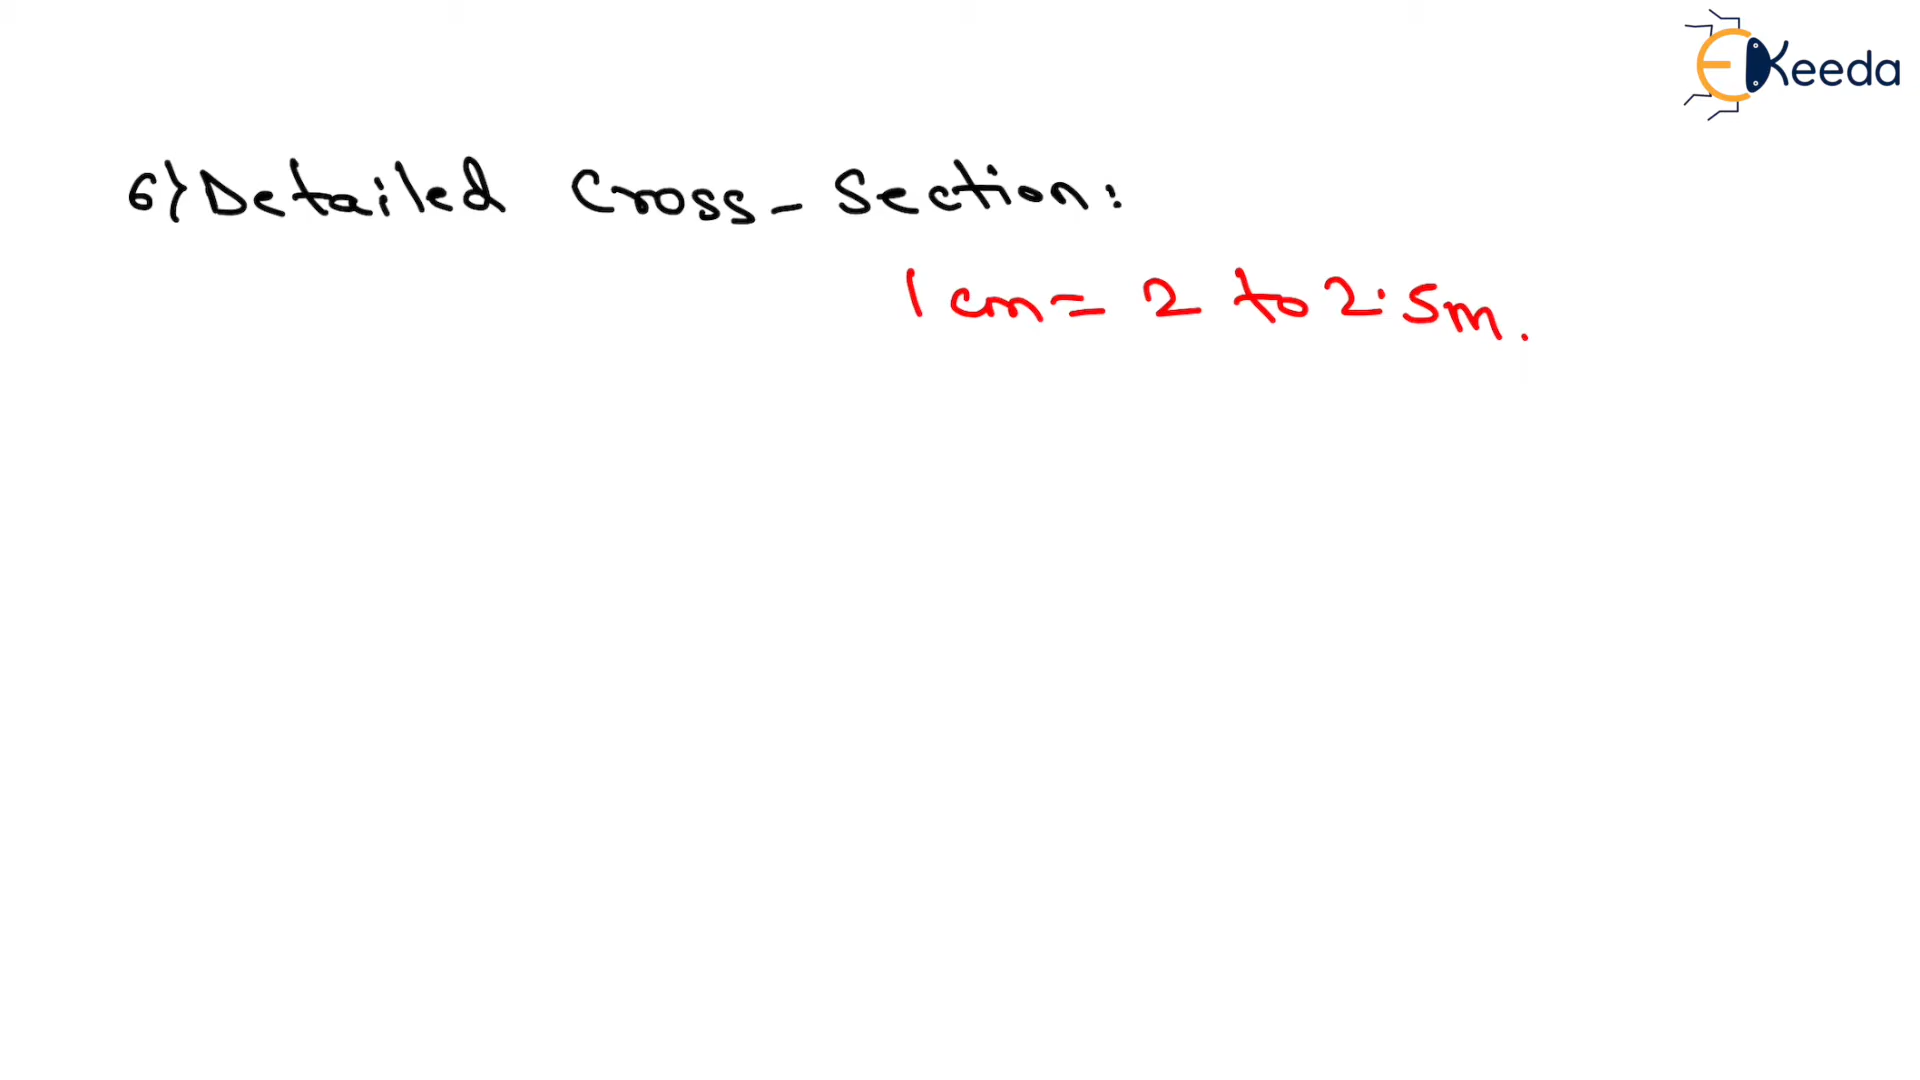 EKeeda
6) Detailed Cross-Section:
1 cm = 2 to 2.5m.